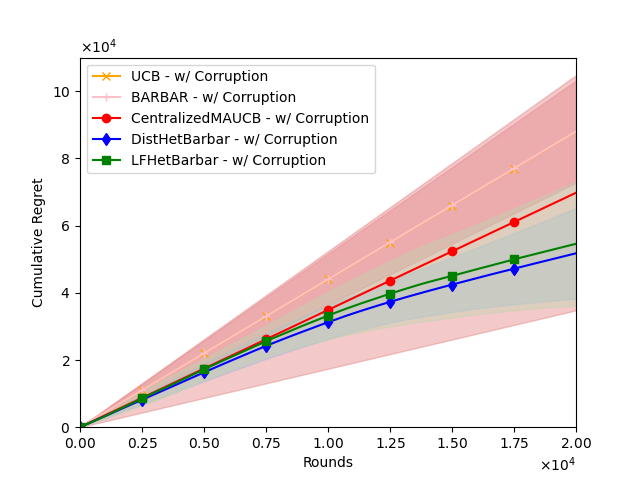 ×10⁴
UCB - w/ Corruption
BARBAR - w/ Corruption
CentralizedMAUCB - w/ Corruption
DistHetBarbar - w/ Corruption
LFHetBarbar - w/ Corruption
10
8
6
4
2
0
Cumulative Regret
0.00 0.25 0.50 0.75 1.00 1.25 1.50 1.75 2.00
Rounds
×10⁴